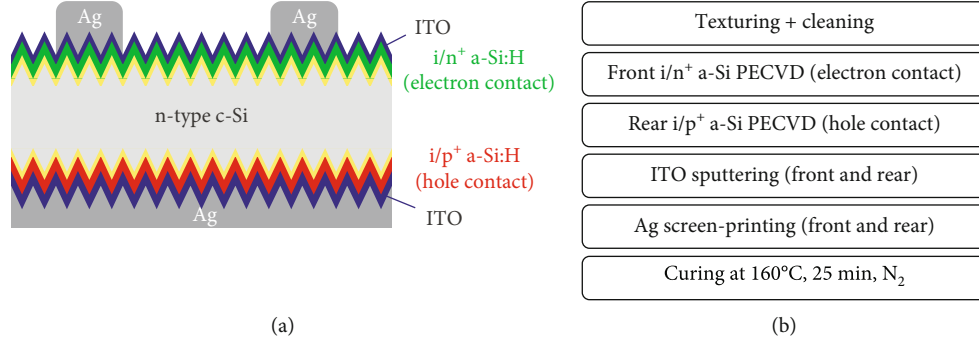 Ag
Ag
ITO
i/n⁺ a-Si:H
(electron contact)
n-type c-Si
i/p⁺ a-Si:H
(hole contact)
Ag
ITO
(a)
Texturing + cleaning
Front i/n⁺ a-Si PECVD (electron contact)
Rear i/p⁺ a-Si PECVD (hole contact)
ITO sputtering (front and rear)
Ag screen-printing (front and rear)
Curing at 160°C, 25 min, N₂
(b)